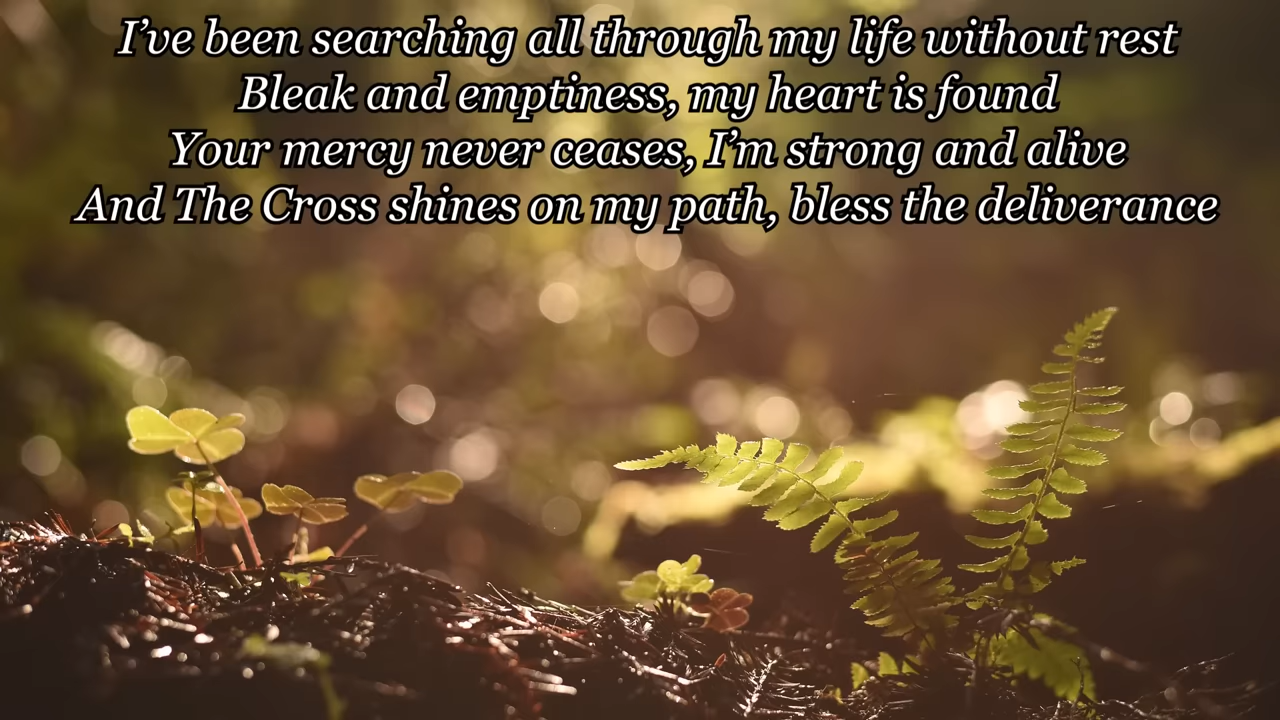 I’ve been searching all through my life without rest
Bleak and emptiness, my heart is found
Your mercy never ceases, I’m strong and alive
And The Cross shines on my path, bless the deliverance